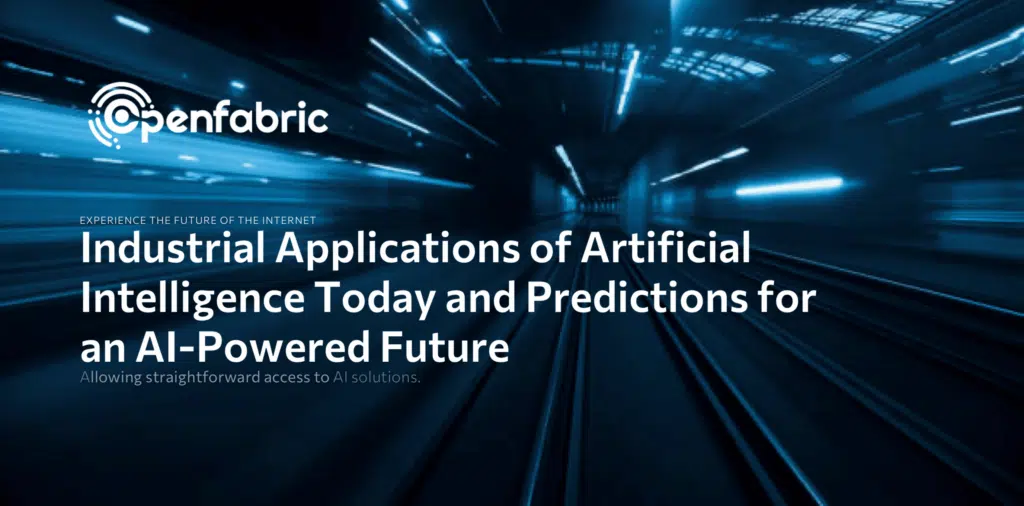 Openfabric
EXPERIENCE THE FUTURE OF THE INTERNET
Industrial Applications of Artificial
Intelligence Today and Predictions for
an AI-Powered Future
Allowing straightforward access to AI solutions.